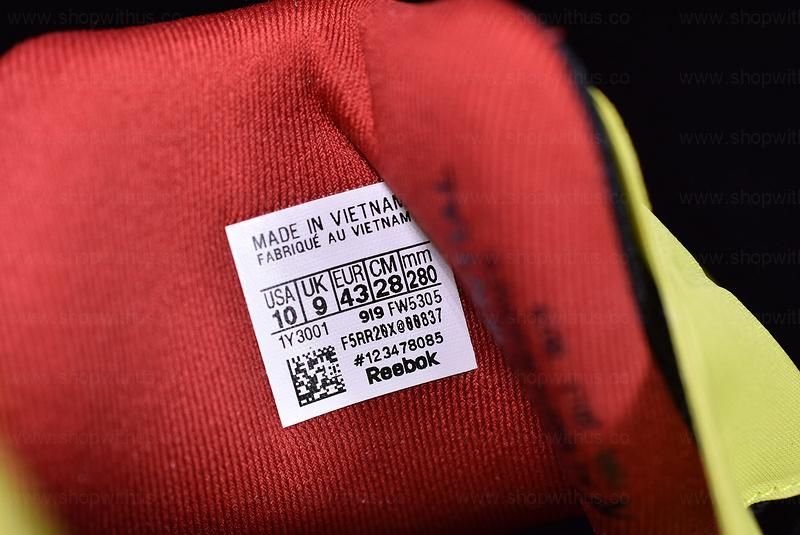 MADE IN VIETNAM
FABRIQUÉ AU VIETNAM
USA UK EUR CM mm
10 9 43 28 280
919 FW5305
1Y3001
F5RR20X@00837
#123478085
Reebok
www.shopwithus.co